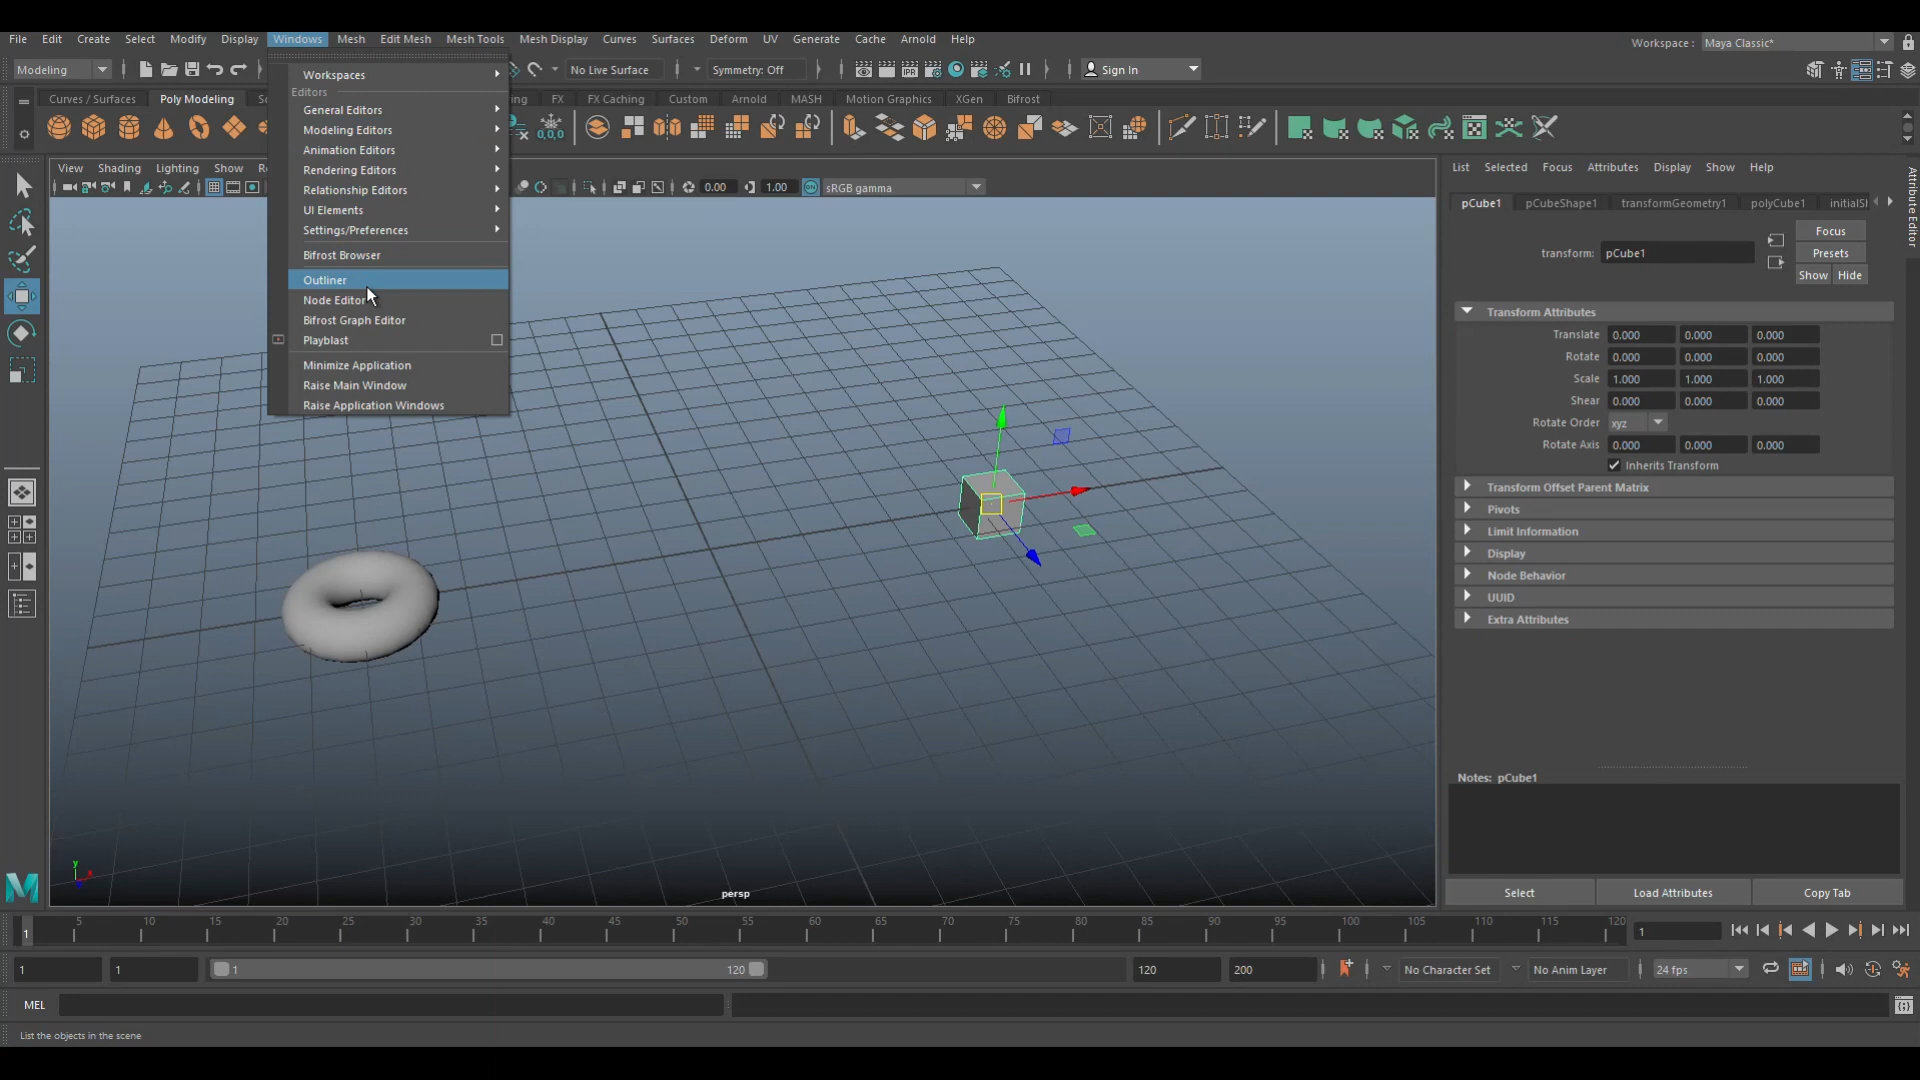 File Edit Create Select Modify Display Windows Mesh Edit Mesh Mesh Tools Mesh Display Curves Surfaces Deform UV Generate Cache Arnold Help
Workspace : Maya Classic*
Modeling
No Live Surface
Symmetry: Off
IPR
Sign In
Curves / Surfaces Poly Modeling
FX FX Caching Custom Arnold MASH Motion Graphics XGen Bifrost
0,0,0
Workspaces
Editors
General Editors
Modeling Editors
Animation Editors
Rendering Editors
Relationship Editors
UI Elements
Settings/Preferences
Bifrost Browser
Outliner
Node Editor
Bifrost Graph Editor
Playblast
Minimize Application
Raise Main Window
Raise Application Windows
View Shading Lighting Show
0.00
1.00
ON
sRGB gamma
persp
y
x
List Selected Focus Attributes Display Show Help
Attribute Editor
pCube1 pCubeShape1 transformGeometry1 polyCube1
transform: pCube1
Focus
Presets
Show Hide
Transform Attributes
Translate 0.000 0.000 0.000
Rotate 0.000 0.000 0.000
Scale 1.000 1.000 1.000
Shear 0.000 0.000 0.000
Rotate Order xyz
Rotate Axis 0.000 0.000 0.000
Inherits Transform
Transform Offset Parent Matrix
Pivots
Limit Information
Display
Node Behavior
UUID
Extra Attributes
Notes: pCube1
Select Load Attributes Copy Tab
1 5 10 15 20 25 30 35 40 45 50 55 60 65 70 75 80 85 90 95 100 105 110 115 120
1
1 1 1 120 120 200
No Character Set
No Anim Layer
24 fps
MEL
List the objects in the scene